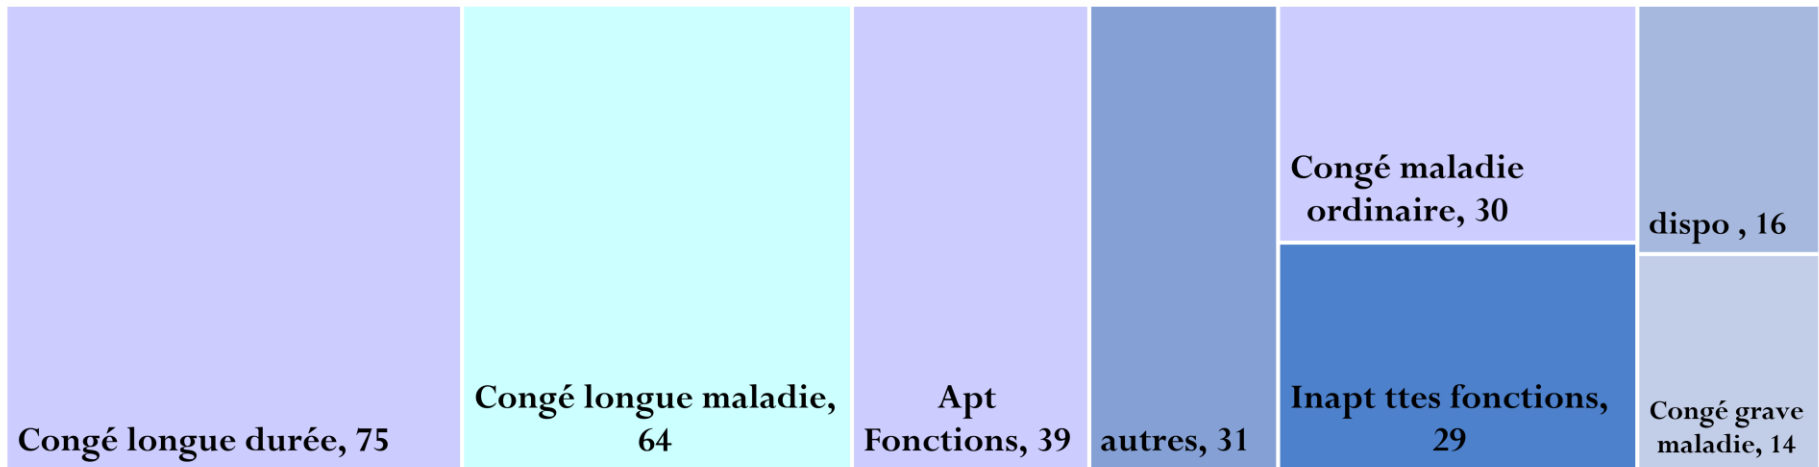 Congé longue durée, 75
Congé longue maladie,
64
Apt
Fonctions, 39
autres, 31
Congé maladie
ordinaire, 30
Inapt ttes fonctions,
29
dispo , 16
Congé grave
maladie, 14